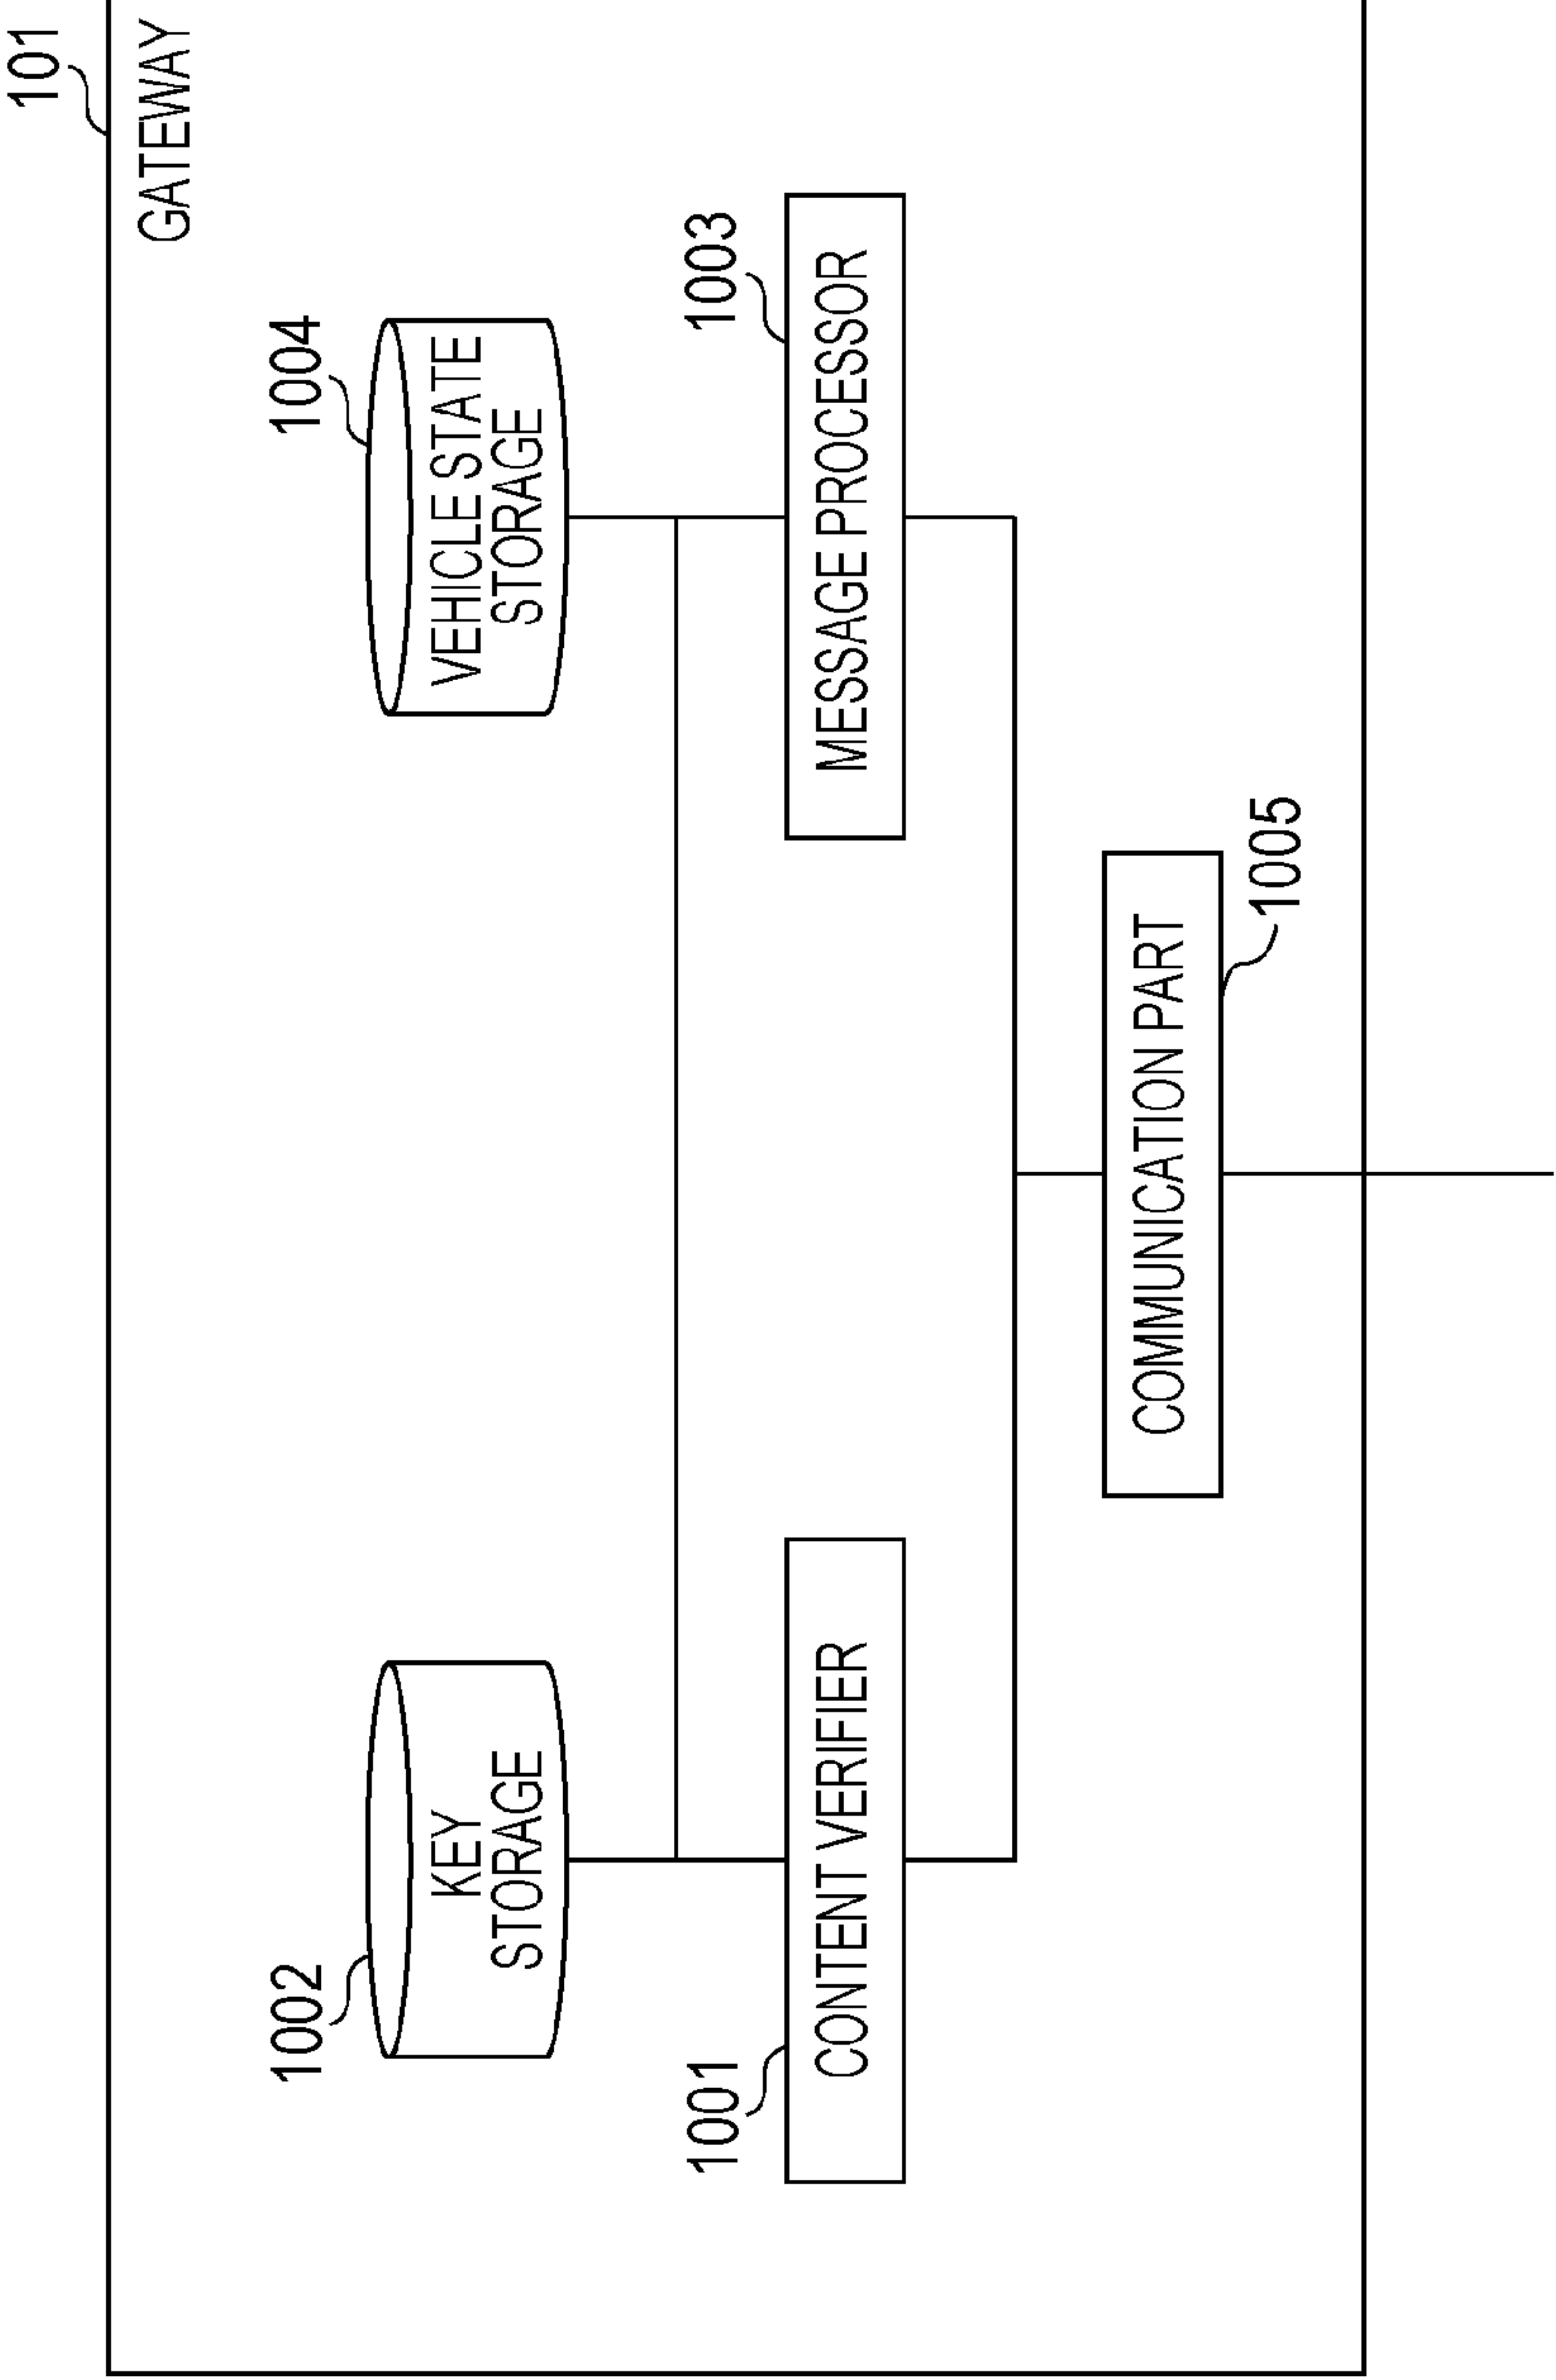 101
GATEWAY
1002
KEY
STORAGE
1004
VEHICLE STATE
STORAGE
1001
CONTENT VERIFIER
1003
MESSAGE PROCESSOR
COMMUNICATION PART
1005